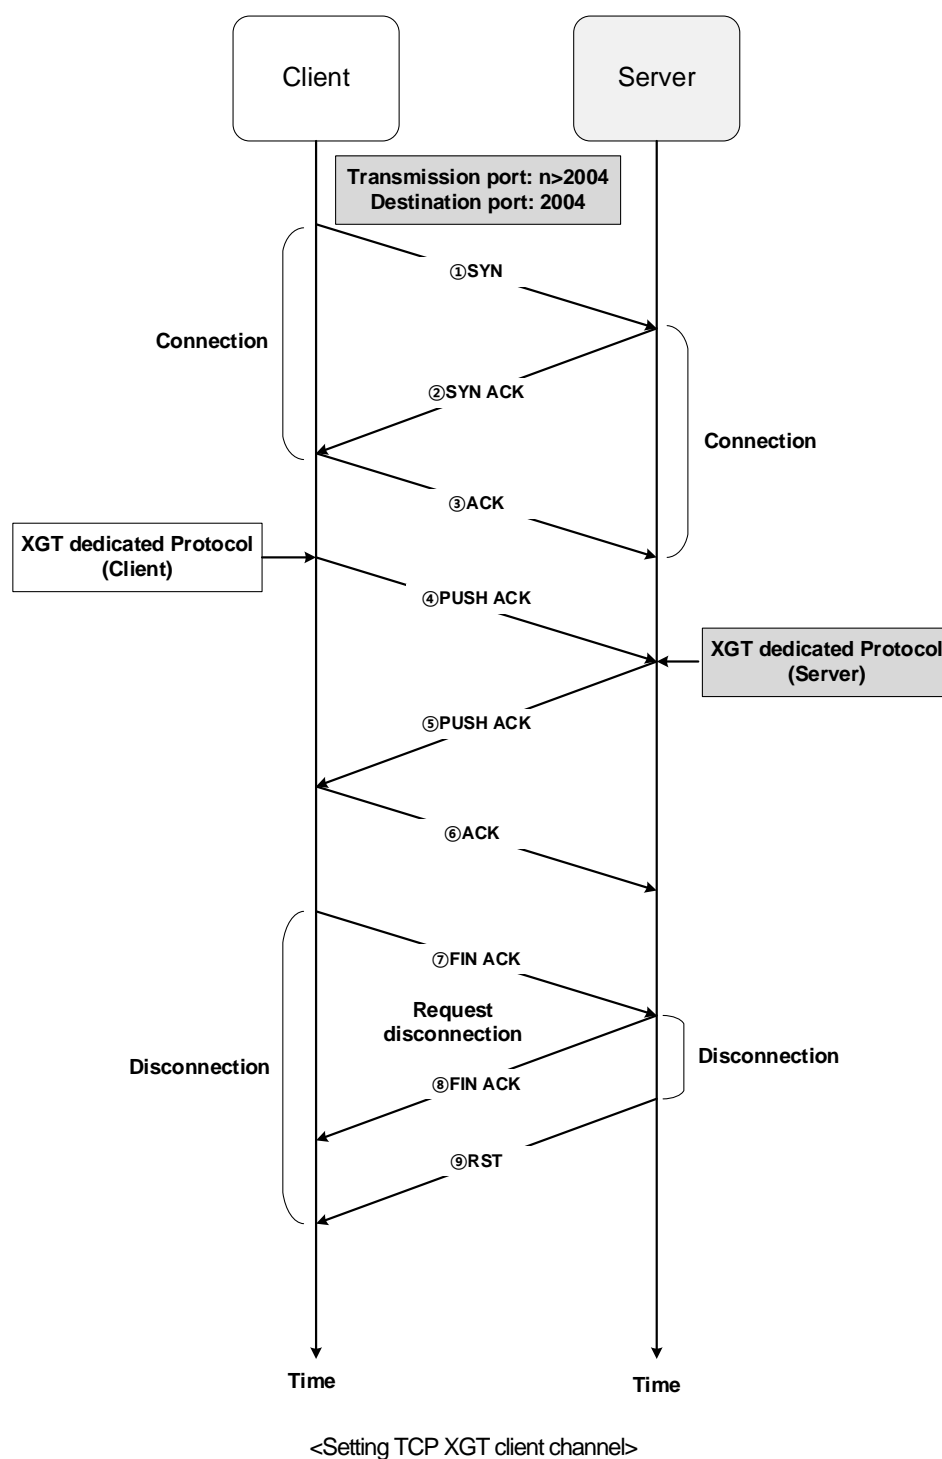 Client
Server
Transmission port: n>2004
Destination port: 2004
①SYN
Connection
②SYN ACK
Connection
③ACK
XGT dedicated Protocol
(Client)
④PUSH ACK
XGT dedicated Protocol
(Server)
⑤PUSH ACK
⑥ACK
⑦FIN ACK
Request
disconnection
Disconnection
Disconnection
⑧FIN ACK
⑨RST
Time
Time
<Setting TCP XGT client channel>